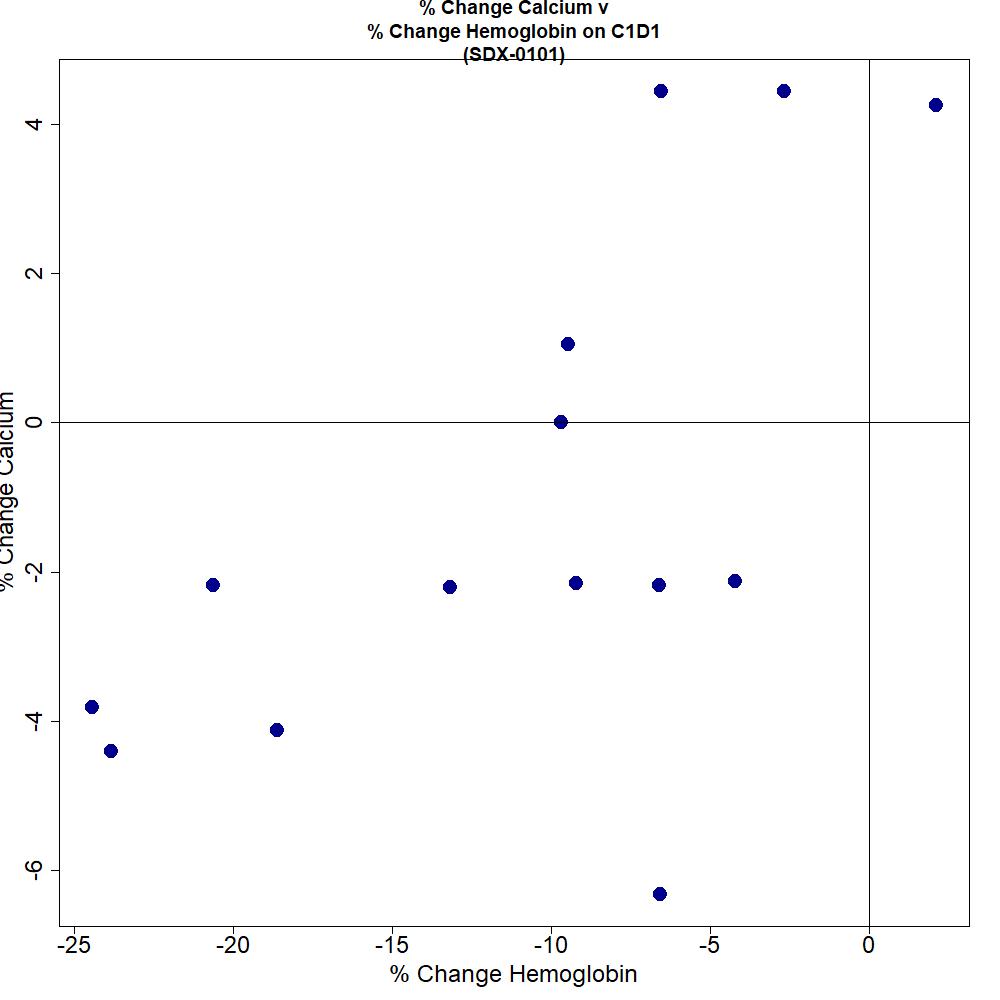 % Change Calcium v
% Change Hemoglobin on C1D1
(SDX-0101)
% Change Calcium
4
2
0
-2
-4
-6
-25
-20
-15
-10
-5
0
% Change Hemoglobin